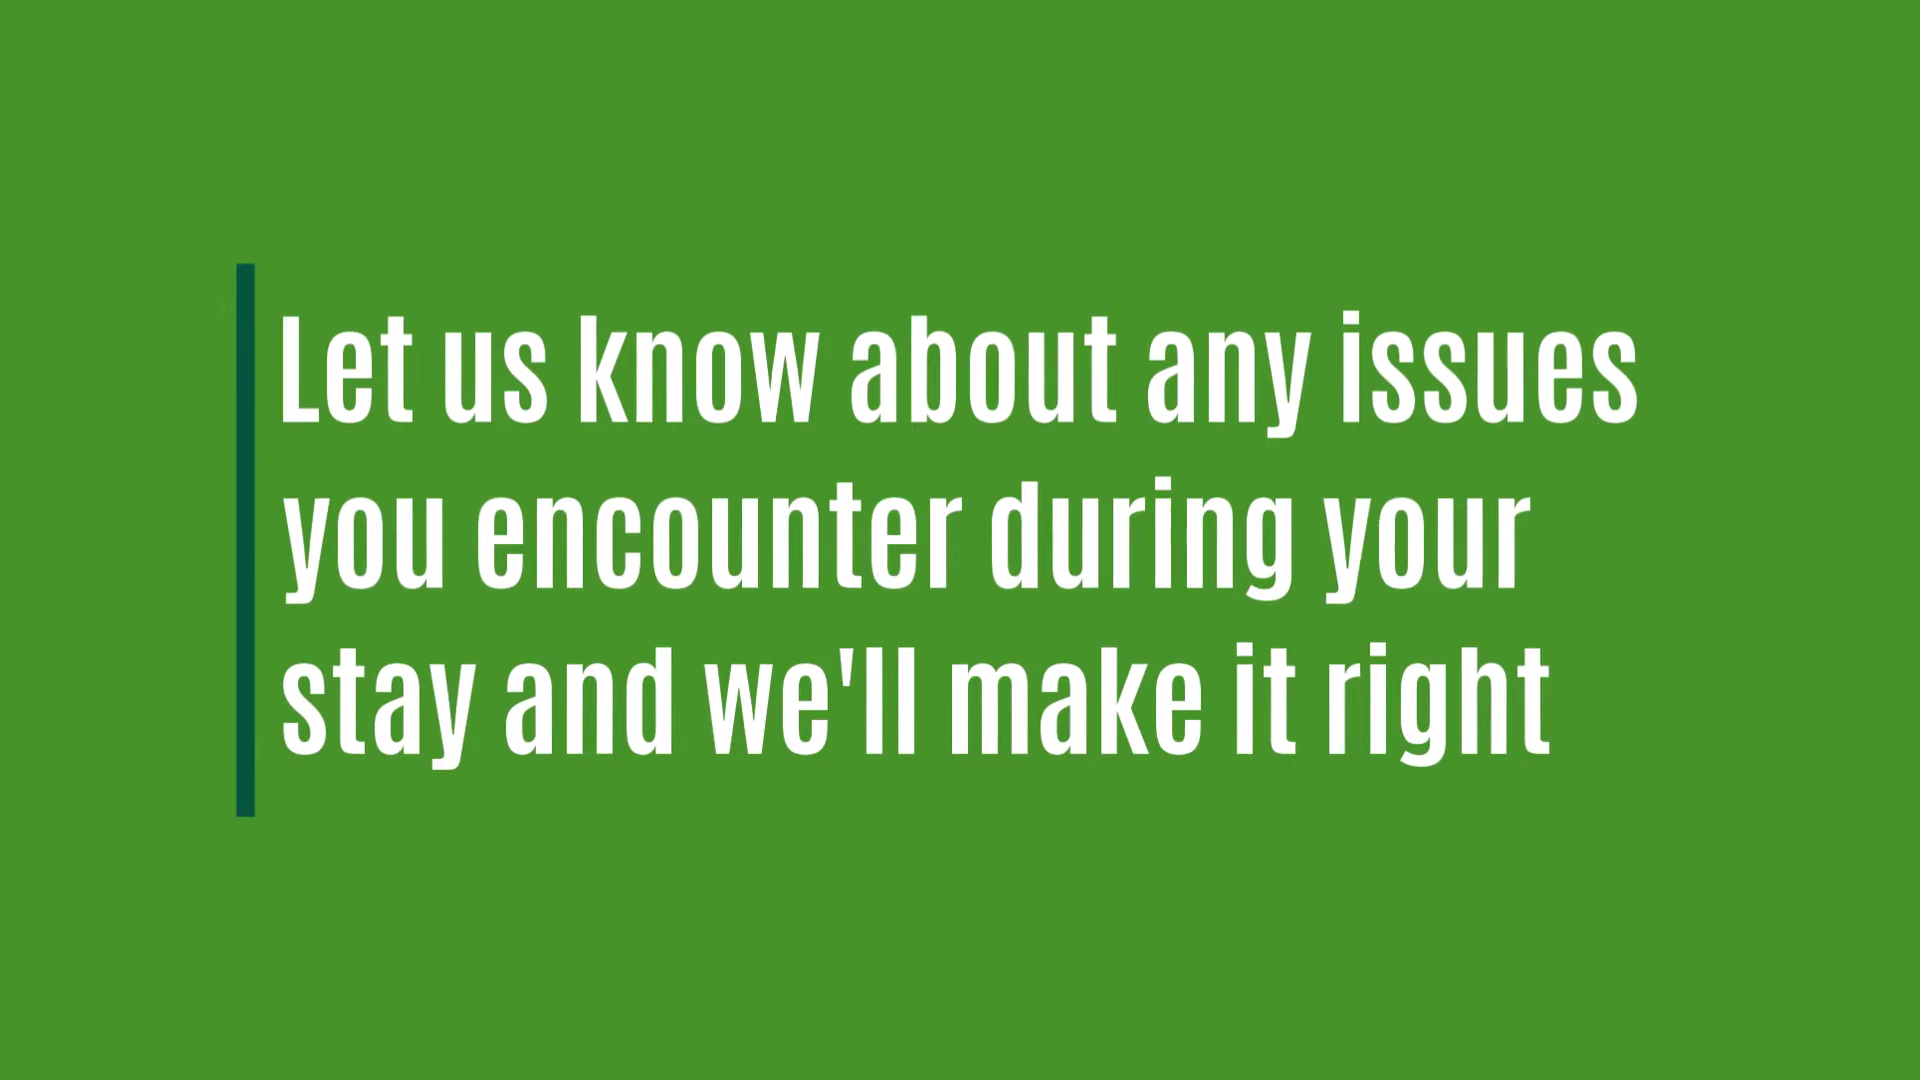 Let us know about any issues
you encounter during your
stay and we'll make it right